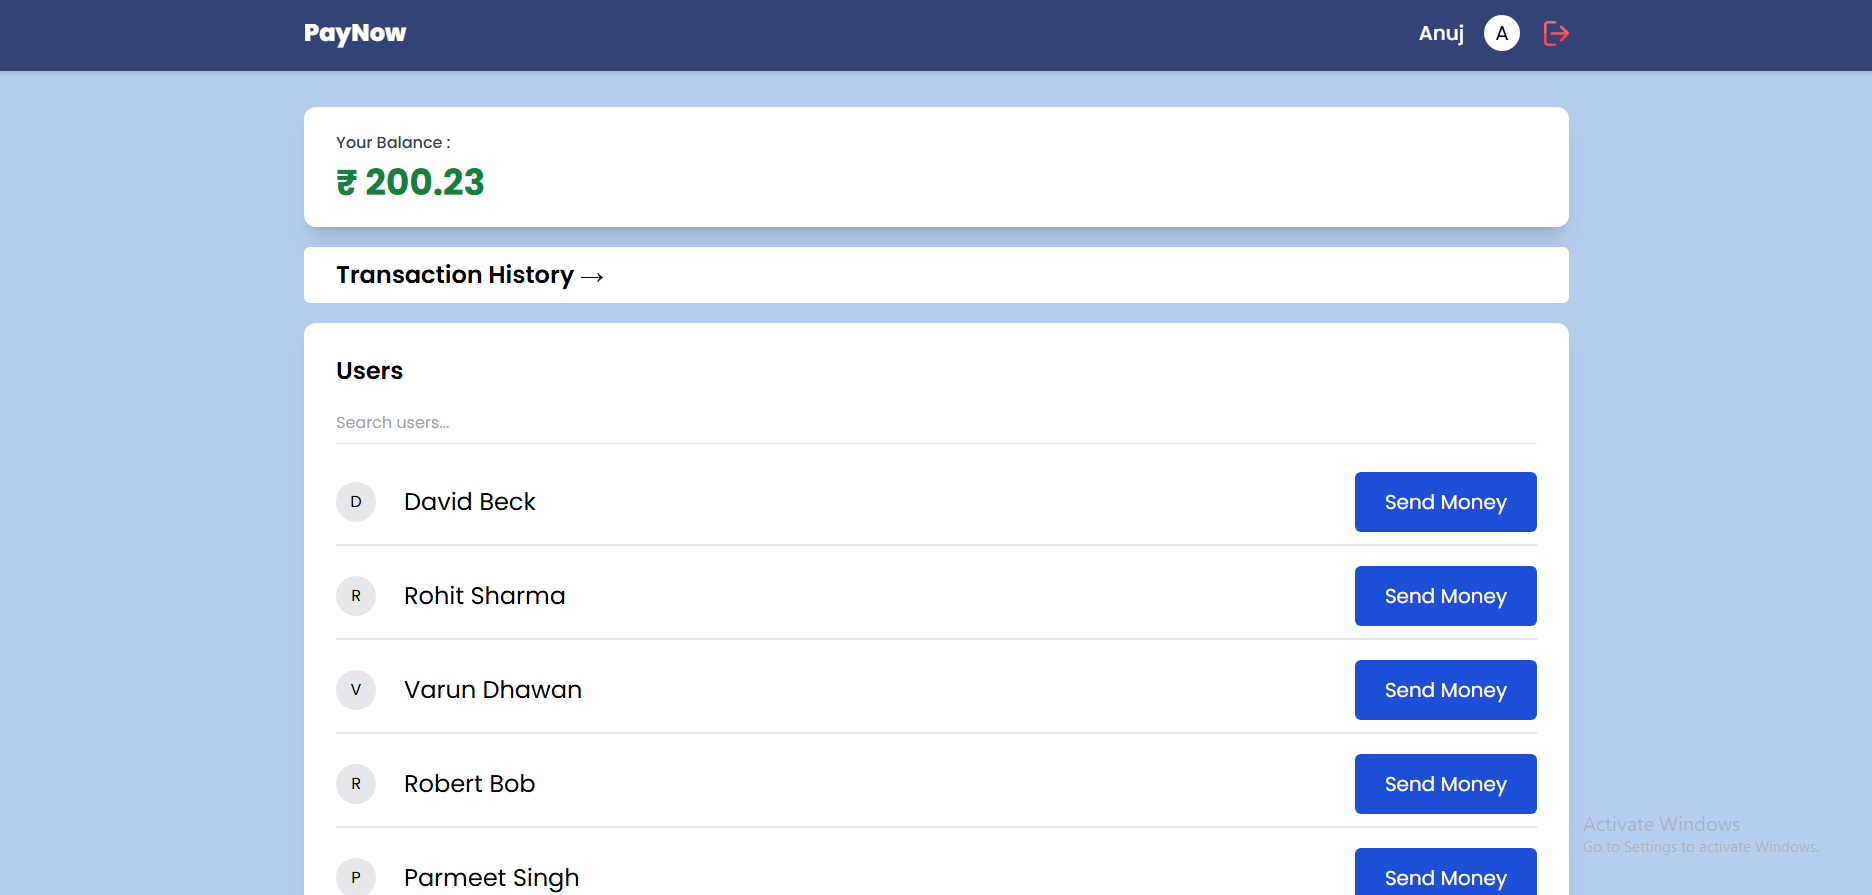 PayNow
Anuj
A
Your Balance :
₹ 200.23
Transaction History →
Users
Search users...
D
David Beck
Send Money
R
Rohit Sharma
Send Money
V
Varun Dhawan
Send Money
R
Robert Bob
Send Money
P
Parmeet Singh
Send Money
Activate Windows
Go to Settings to activate Windows.